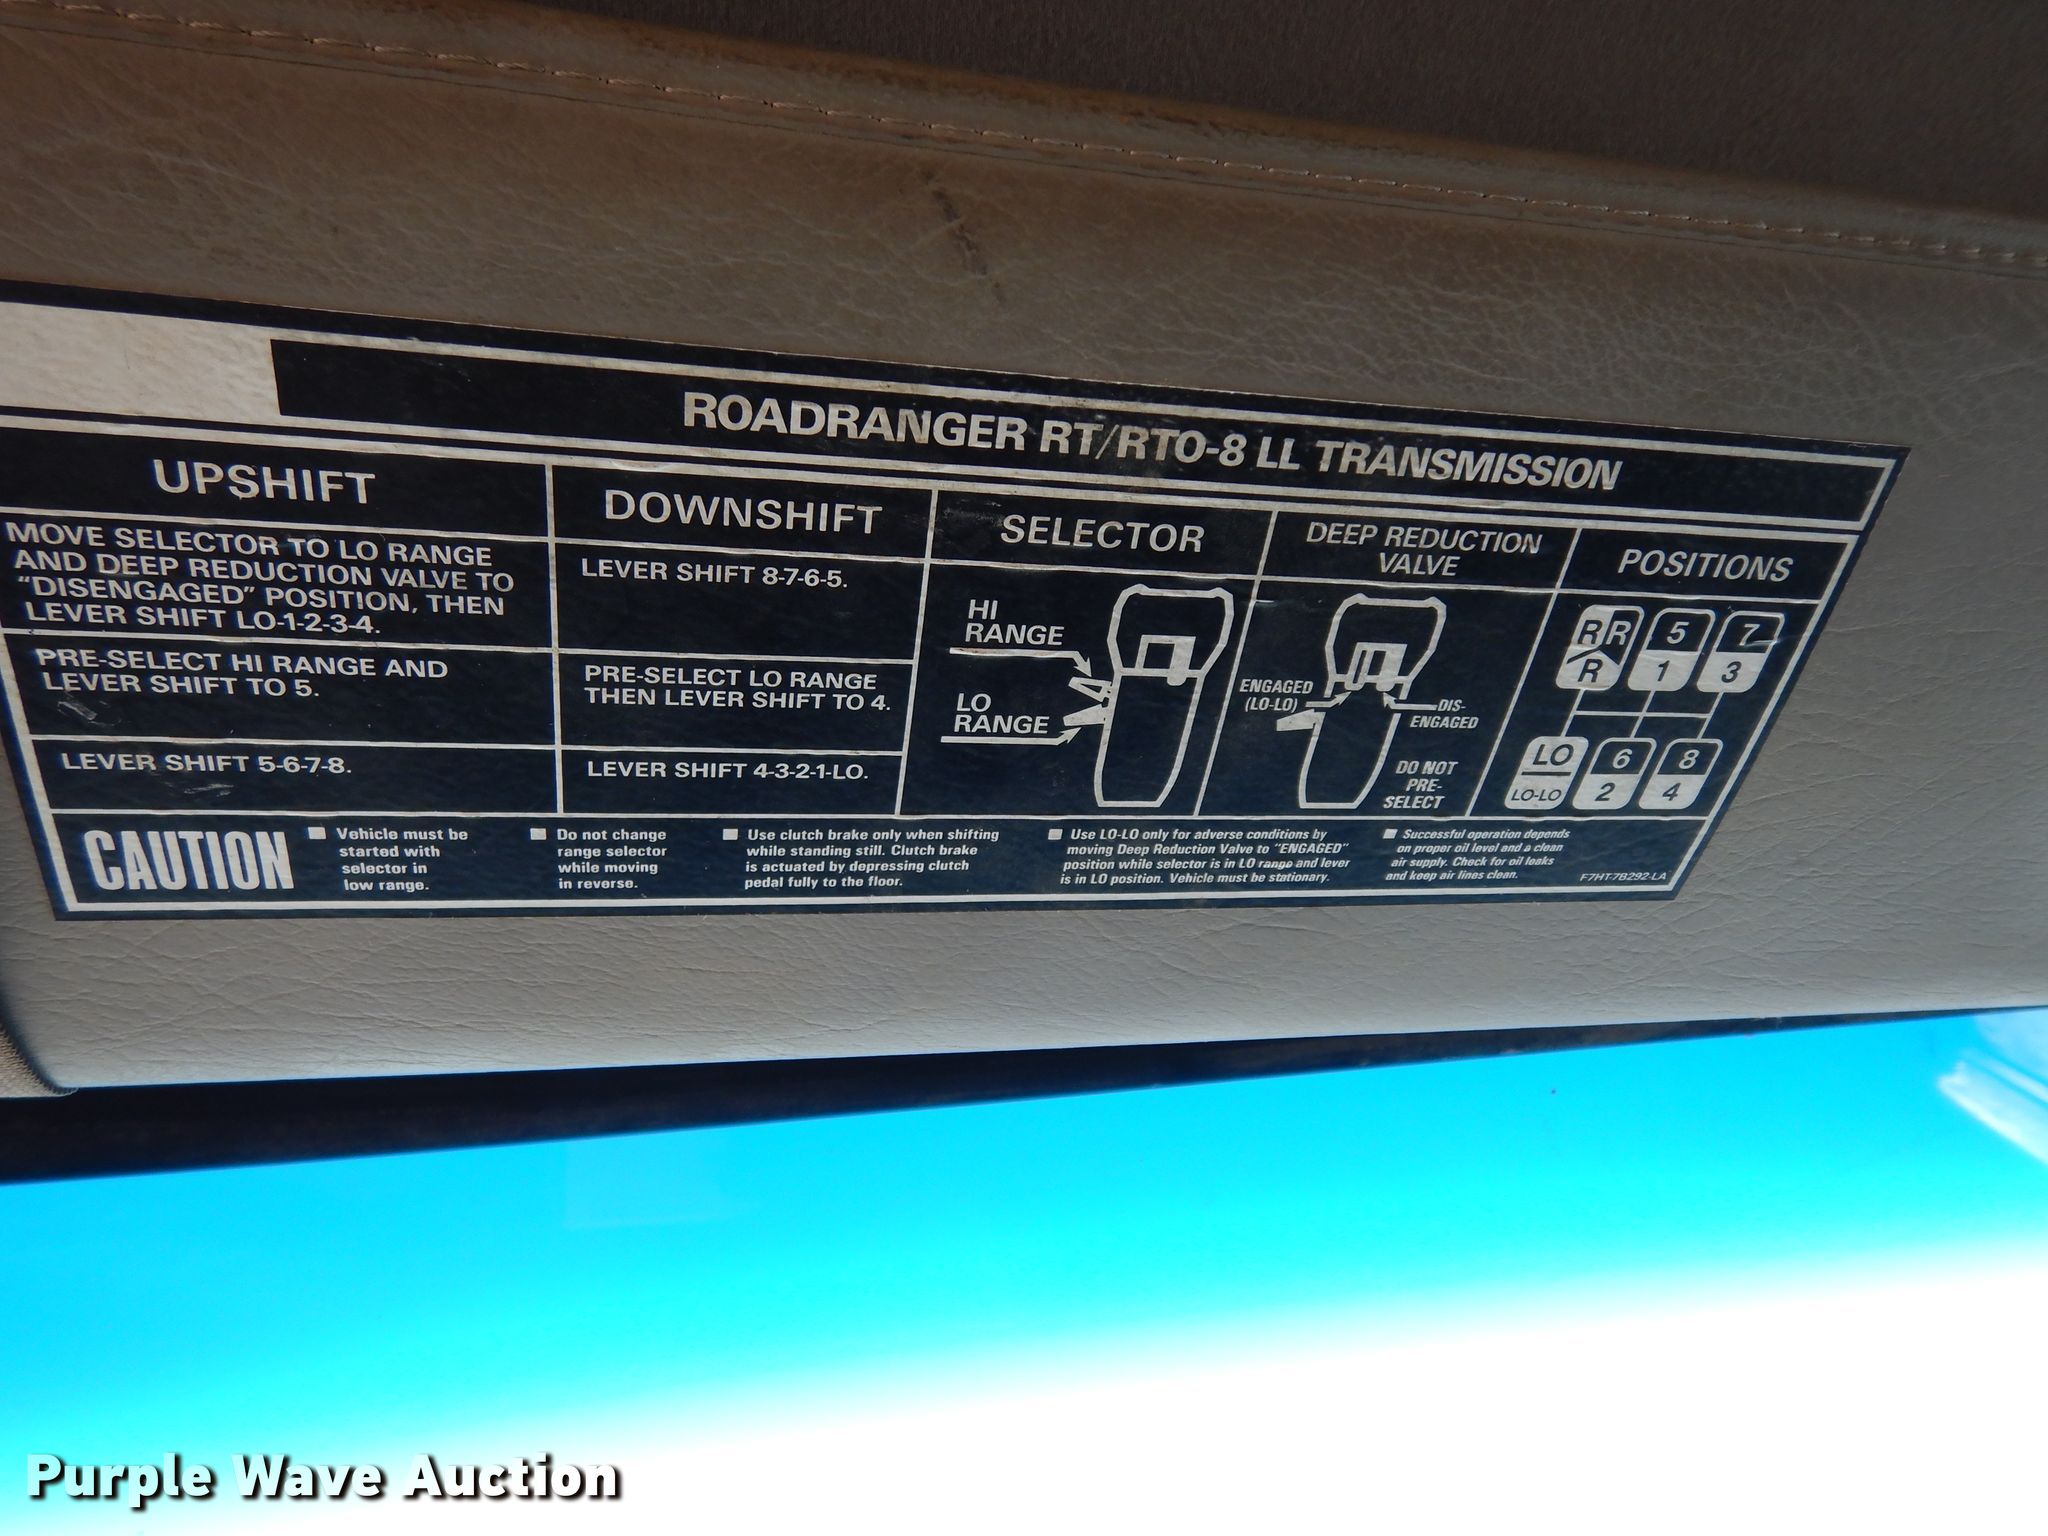 ROADRANGER RT/RTO-8 LL TRANSMISSION
UPSHIFT
MOVE SELECTOR TO LO RANGE
AND DEEP REDUCTION VALVE TO
"DISENGAGED" POSITION, THEN
LEVER SHIFT LO-1-2-3-4.
PRE-SELECT HI RANGE AND
LEVER SHIFT TO 5.
LEVER SHIFT 5-6-7-8.
DOWNSHIFT
LEVER SHIFT 8-7-6-5.
PRE-SELECT LO RANGE
THEN LEVER SHIFT TO 4.
LEVER SHIFT 4-3-2-1-LO.
SELECTOR
HI
RANGE
LO
RANGE
DEEP REDUCTION
VALVE
ENGAGED
(LO-LO)
DIS-
ENGAGED
DO NOT
PRE-
SELECT
POSITIONS
R R 5 7
R 1 3
LO 6 8
LO-LO 2 4
CAUTION
Vehicle must be
started with
selector in
low range.
Do not change
range selector
while moving
in reverse.
Use clutch brake only when shifting
while standing still. Clutch brake
is actuated by depressing clutch
pedal fully to the floor.
Use LO-LO only for adverse conditions by
moving Deep Reduction Valve to "ENGAGED"
position while selector is in LO range and lever
is in LO position. Vehicle must be stationary.
Successful operation depends
on proper oil level and a clean
air supply. Check for oil leaks
and keep air lines clean.
F7HT-7B292-LA
Purple Wave Auction